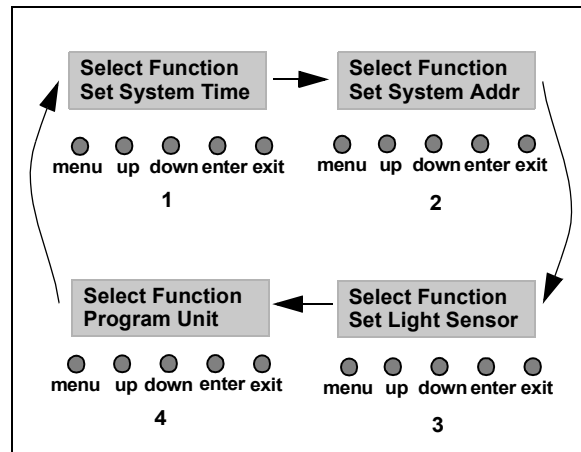 Select Function
Set System Time
menu up down enter exit
1
Select Function
Set System Addr
menu up down enter exit
2
Select Function
Set Light Sensor
menu up down enter exit
3
Select Function
Program Unit
menu up down enter exit
4